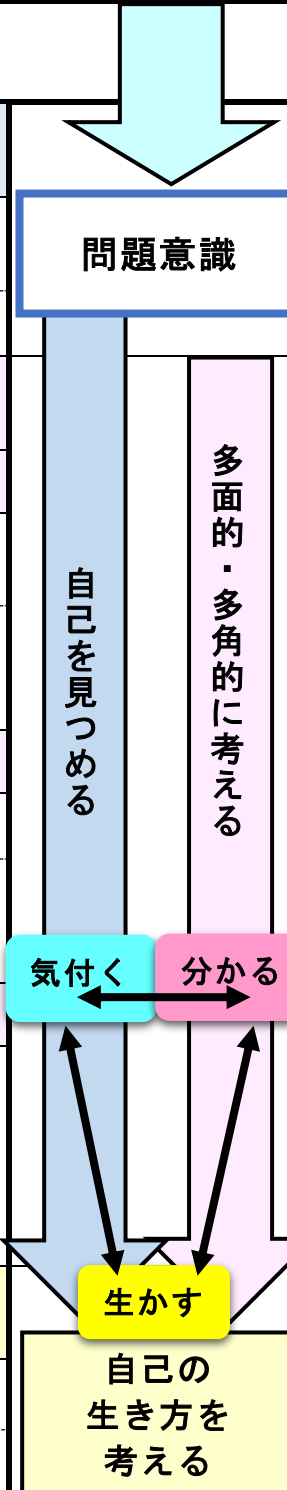 問題意識
自己を見つめる
多面的・多角的に考える
気付く
分かる
生かす
自己の
生き方を
考える